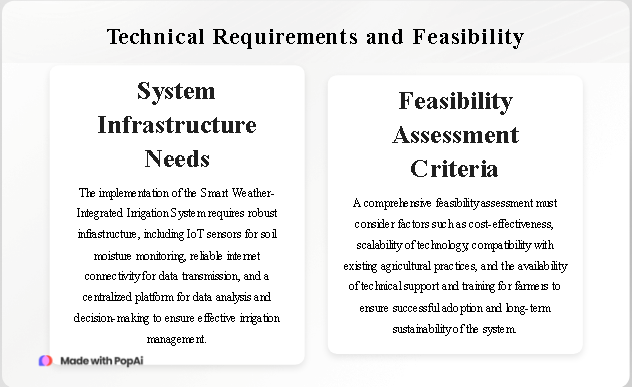 Technical Requirements and Feasibility
System
Infrastructure
Needs
The implementation of the Smart Weather-
Integrated Irrigation System requires robust
infrastructure, including IoT sensors for soil
moisture monitoring, reliable internet
connectivity for data transmission, and a
centralized platform for data analysis and
decision-making to ensure effective irrigation
management.
Feasibility
Assessment
Criteria
A comprehensive feasibility assessment must
consider factors such as cost-effectiveness,
scalability of technology, compatibility with
existing agricultural practices, and the availability
of technical support and training for farmers to
ensure successful adoption and long-term
sustainability of the system.
Made with PopAi